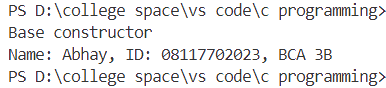 PS D:\college space\vs code\c programming>
Base constructor
Name: Abhay, ID: 08117702023, BCA 3B
PS D:\college space\vs code\c programming>